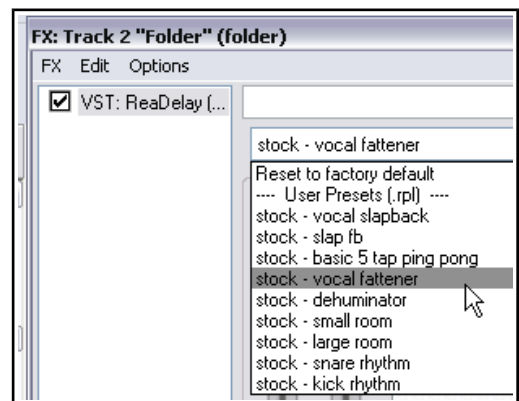 FX: Track 2 "Folder" (folder)
FX Edit Options
VST: ReaDelay (...
stock - vocal fattener
Reset to factory default
---- User Presets (.rpl) ----
stock - vocal slapback
stock - slap fb
stock - basic 5 tap ping pong
stock - vocal fattener
stock - dehuminator
stock - small room
stock - large room
stock - snare rhythm
stock - kick rhythm